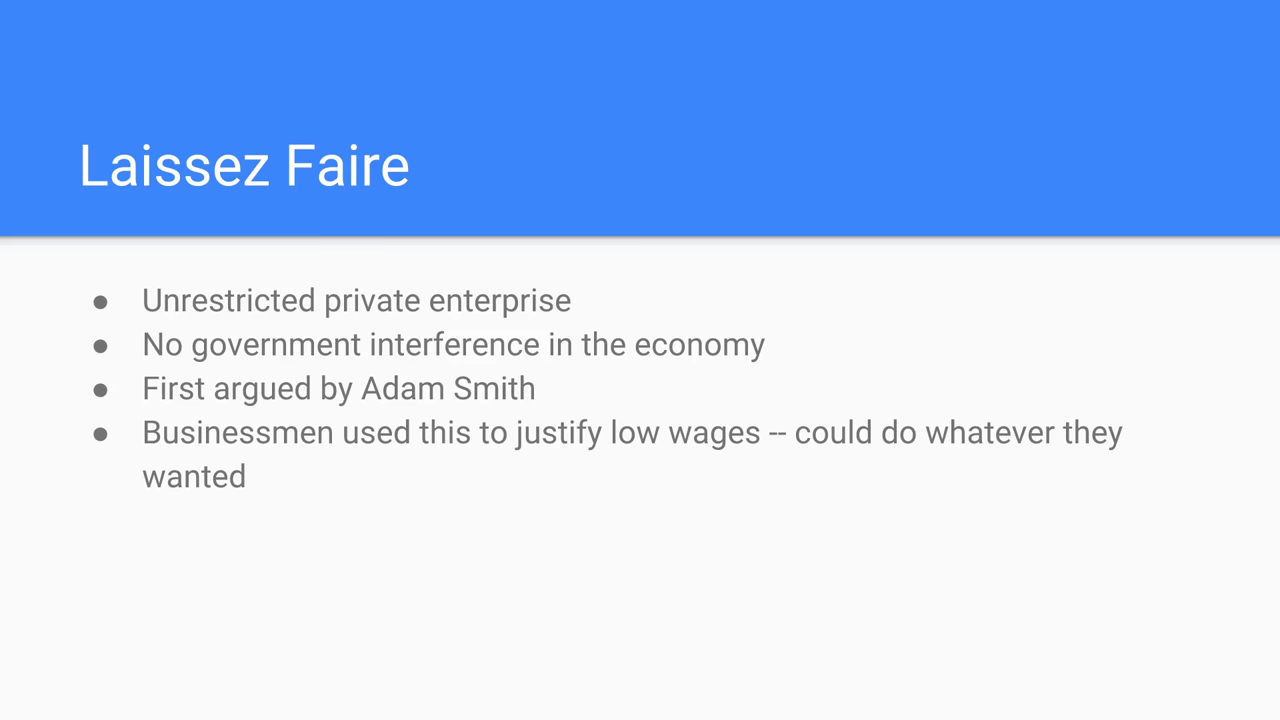 Laissez Faire
● Unrestricted private enterprise
● No government interference in the economy
● First argued by Adam Smith
● Businessmen used this to justify low wages -- could do whatever they
wanted